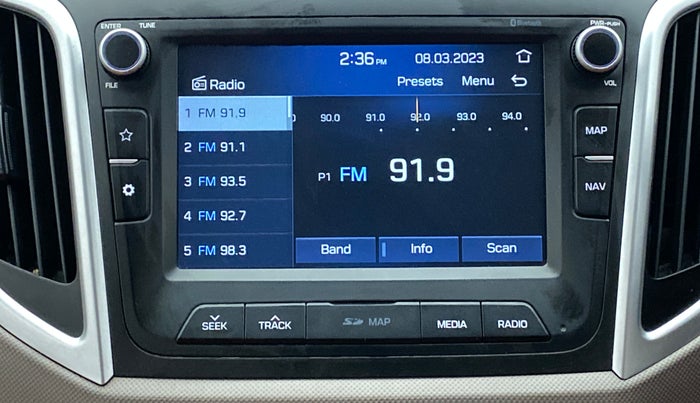 ENTER TUNE
Bluetooth
PWR-PUSH
FILE
VOL
2:36 PM 08.03.2023
Radio
Presets Menu
1 FM 91.9
2 FM 91.1
3 FM 93.5
4 FM 92.7
5 FM 98.3
90.0 91.0 92.0 93.0 94.0
P1 FM 91.9
Band Info Scan
MAP
NAV
SEEK TRACK SD MAP MEDIA RADIO